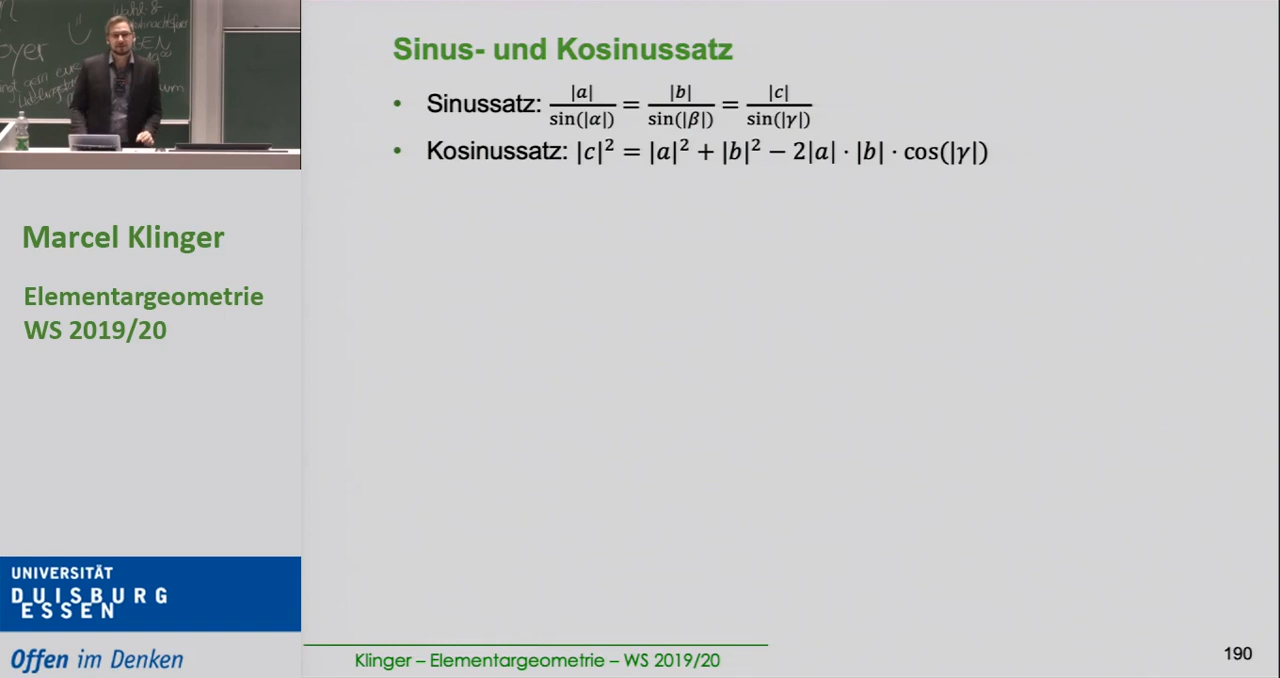 Wahl &
Sinus- und Kosinussatz
• Sinussatz: |a|/sin(|α|) = |b|/sin(|β|) = |c|/sin(|γ|)
• Kosinussatz: |c|² = |a|² + |b|² − 2|a| · |b| · cos(|γ|)
Marcel Klinger
Elementargeometrie
WS 2019/20
UNIVERSITÄT
DUISBURG
ESSEN
Offen im Denken
Klinger – Elementargeometrie – WS 2019/20
190